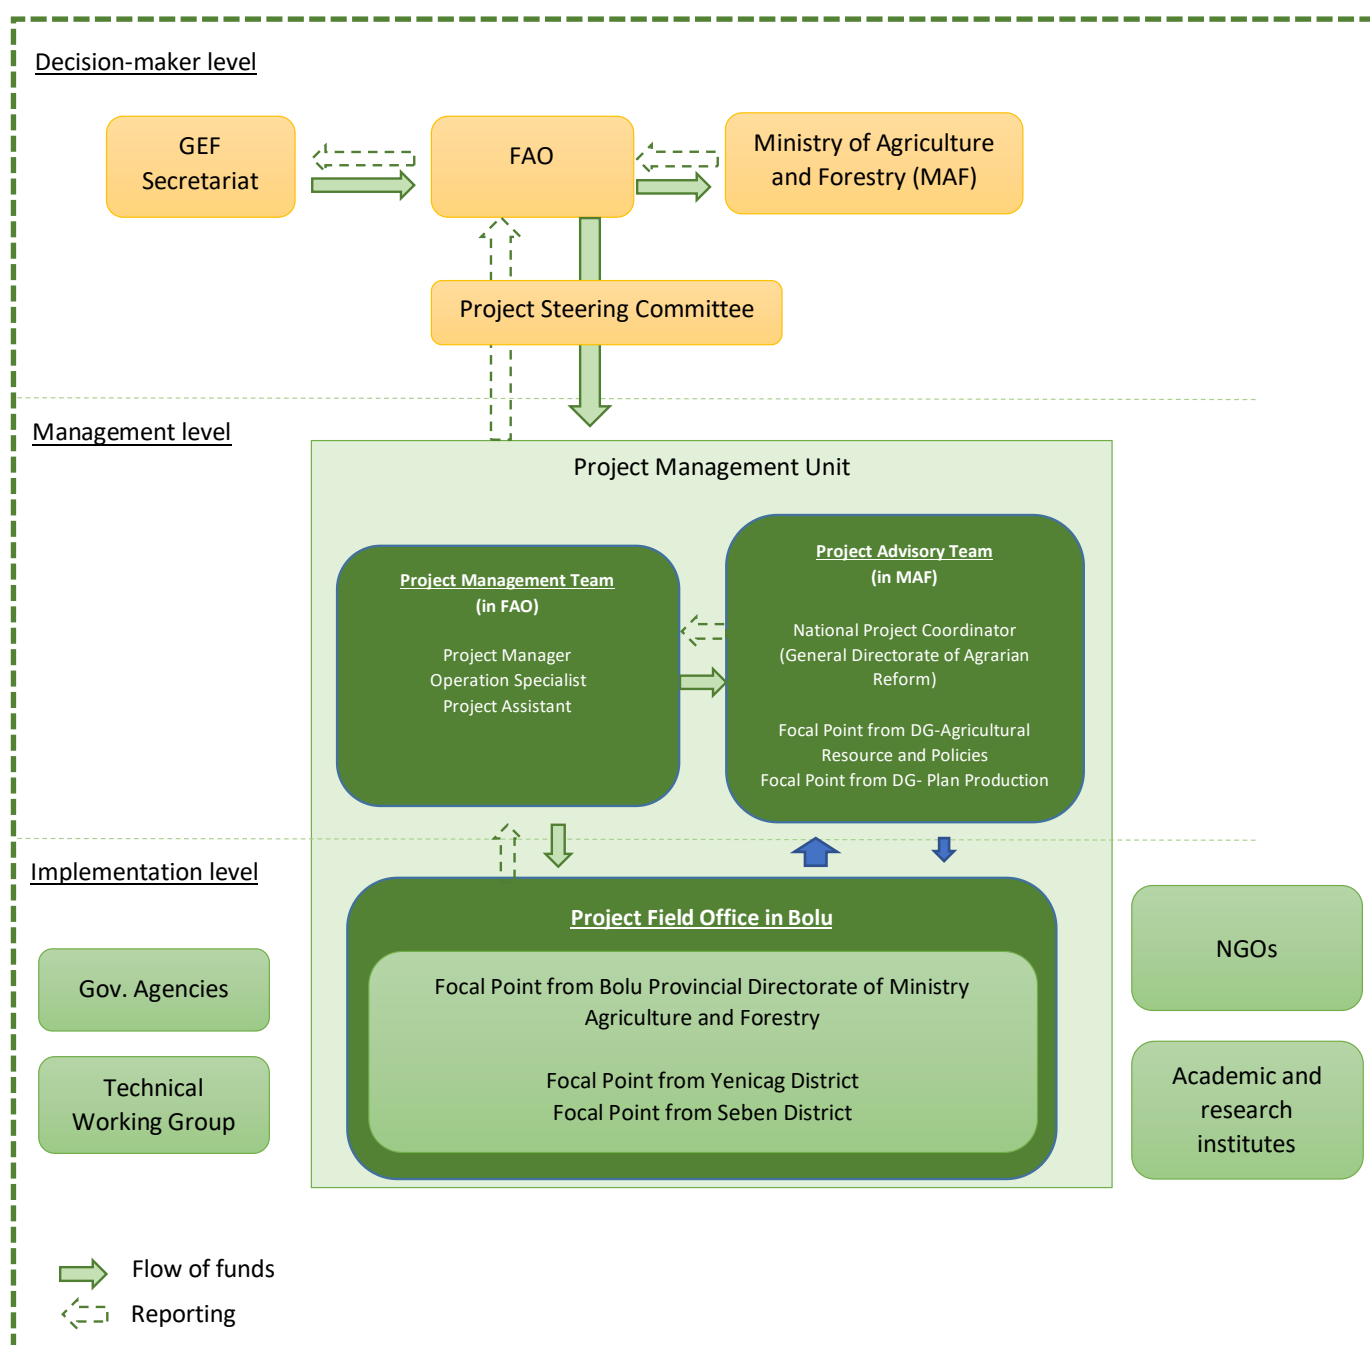 Decision-maker level
GEF
Secretariat
FAO
Ministry of Agriculture
and Forestry (MAF)
Project Steering Committee
Management level
Project Management Unit
Project Management Team
(in FAO)
Project Manager
Operation Specialist
Project Assistant
Project Advisory Team
(in MAF)
National Project Coordinator
(General Directorate of Agrarian
Reform)
Focal Point from DG-Agricultural
Resource and Policies
Focal Point from DG- Plan Production
Implementation level
Gov. Agencies
Technical
Working Group
Project Field Office in Bolu
Focal Point from Bolu Provincial Directorate of Ministry
Agriculture and Forestry
Focal Point from Yenicag District
Focal Point from Seben District
NGOs
Academic and
research
institutes
Flow of funds
Reporting